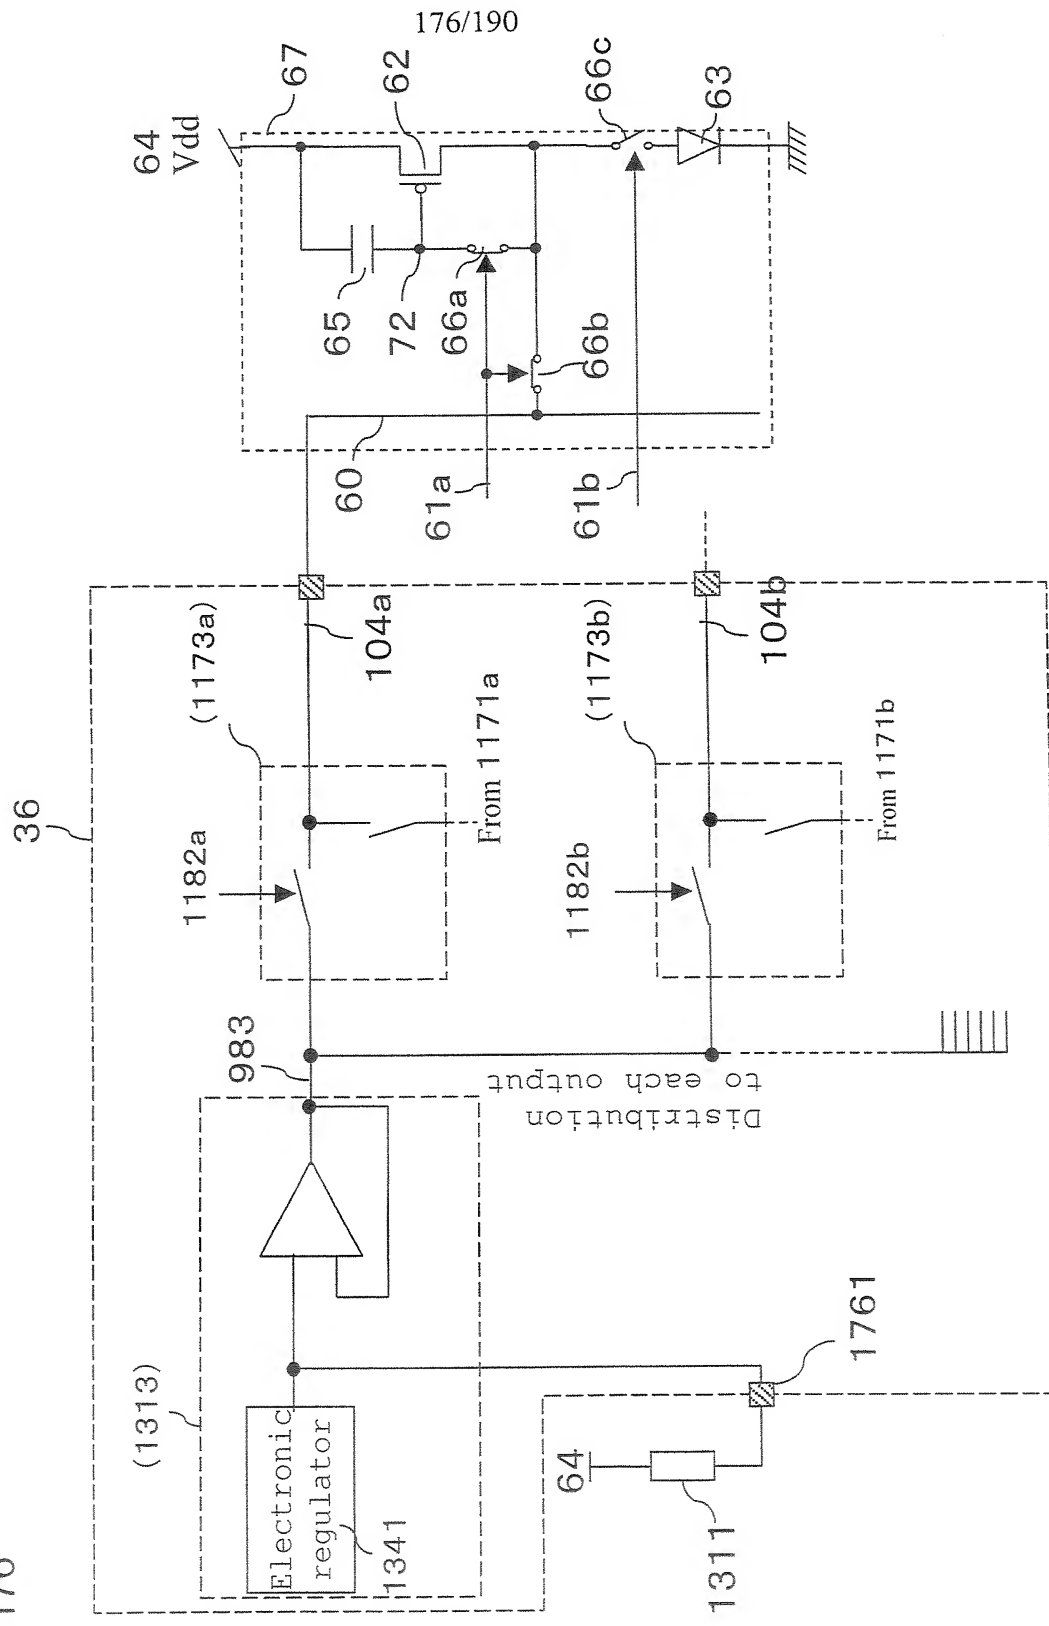 176/190
176
36
(1313)
Electronic
regulator
1341
983
Distribution
to each output
1182a
(1173a)
From 1171a
104a
1182b
(1173b)
From 1171b
104b
64
1311
1761
60
61a
61b
64
Vdd
67
62
65
72
66a
66b
66c
63